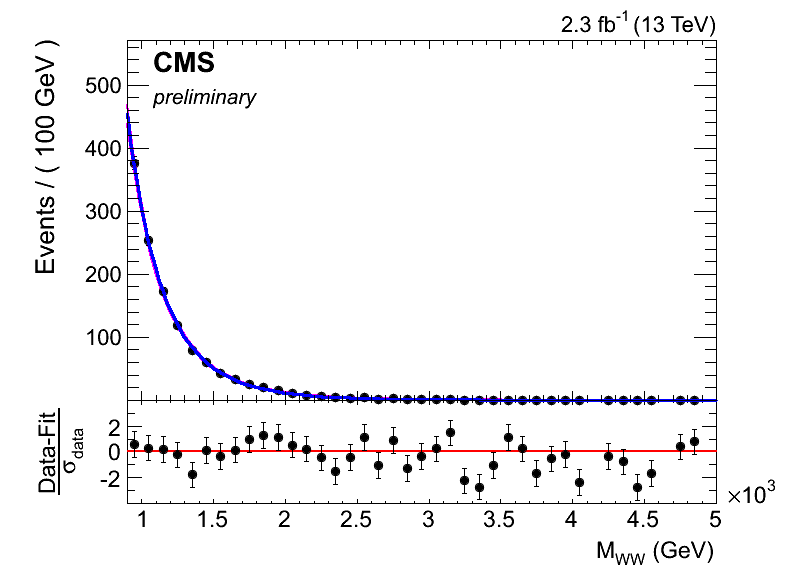 2.3 fb⁻¹ (13 TeV)
CMS
preliminary
Events / ( 100 GeV )
500
400
300
200
100
Data-Fit
σdata
2
0
-2
1 1.5 2 2.5 3 3.5 4 4.5 5
×10³
MWW (GeV)